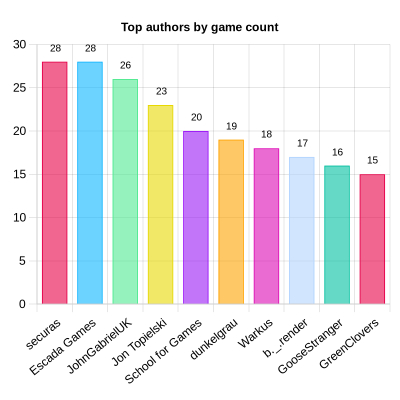 Top authors by game count
30
25
20
15
10
5
0
28
28
26
23
20
19
18
17
16
15
securas
Escada Games
JohnGabrielUK
Jon Topielski
School for Games
dunkelgrau
Warkus
b._.render
GooseStranger
GreenClovers